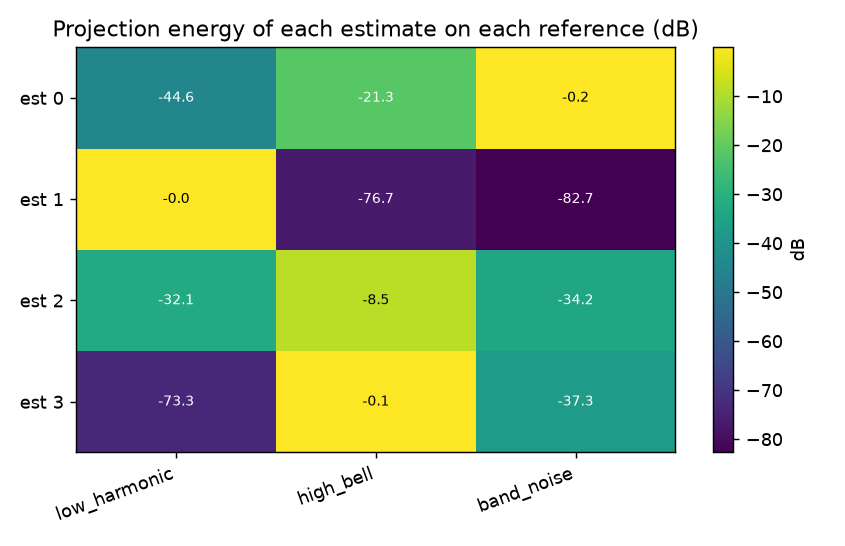 Projection energy of each estimate on each reference (dB)
est 0 -44.6 -21.3 -0.2
est 1 -0.0 -76.7 -82.7
est 2 -32.1 -8.5 -34.2
est 3 -73.3 -0.1 -37.3
low_harmonic high_bell band_noise
−10
−20
−30
−40
−50
−60
−70
−80
dB